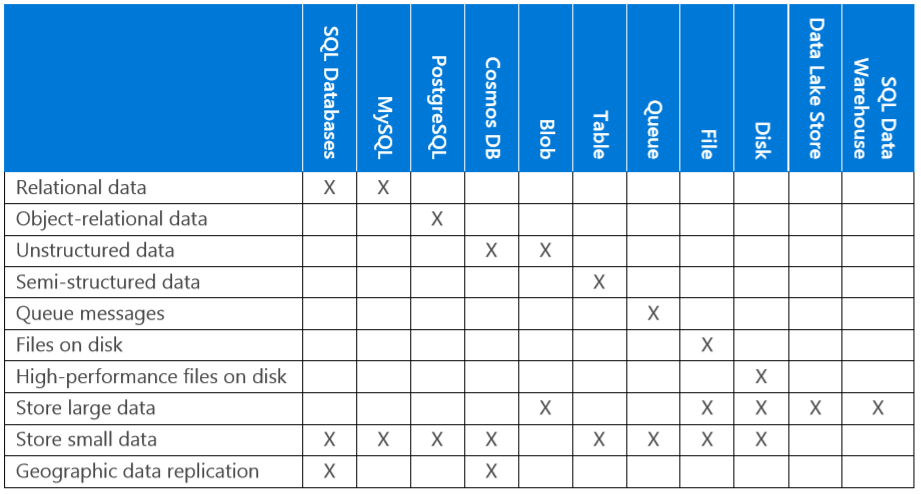 SQL Databases
MySQL
PostgreSQL
Cosmos DB
Blob
Table
Queue
File
Disk
Data Lake Store
SQL Data
Warehouse
Relational data X X
Object-relational data X
Unstructured data X X
Semi-structured data X
Queue messages X
Files on disk X
High-performance files on disk X
Store large data X X X X X
Store small data X X X X X X X X
Geographic data replication X X